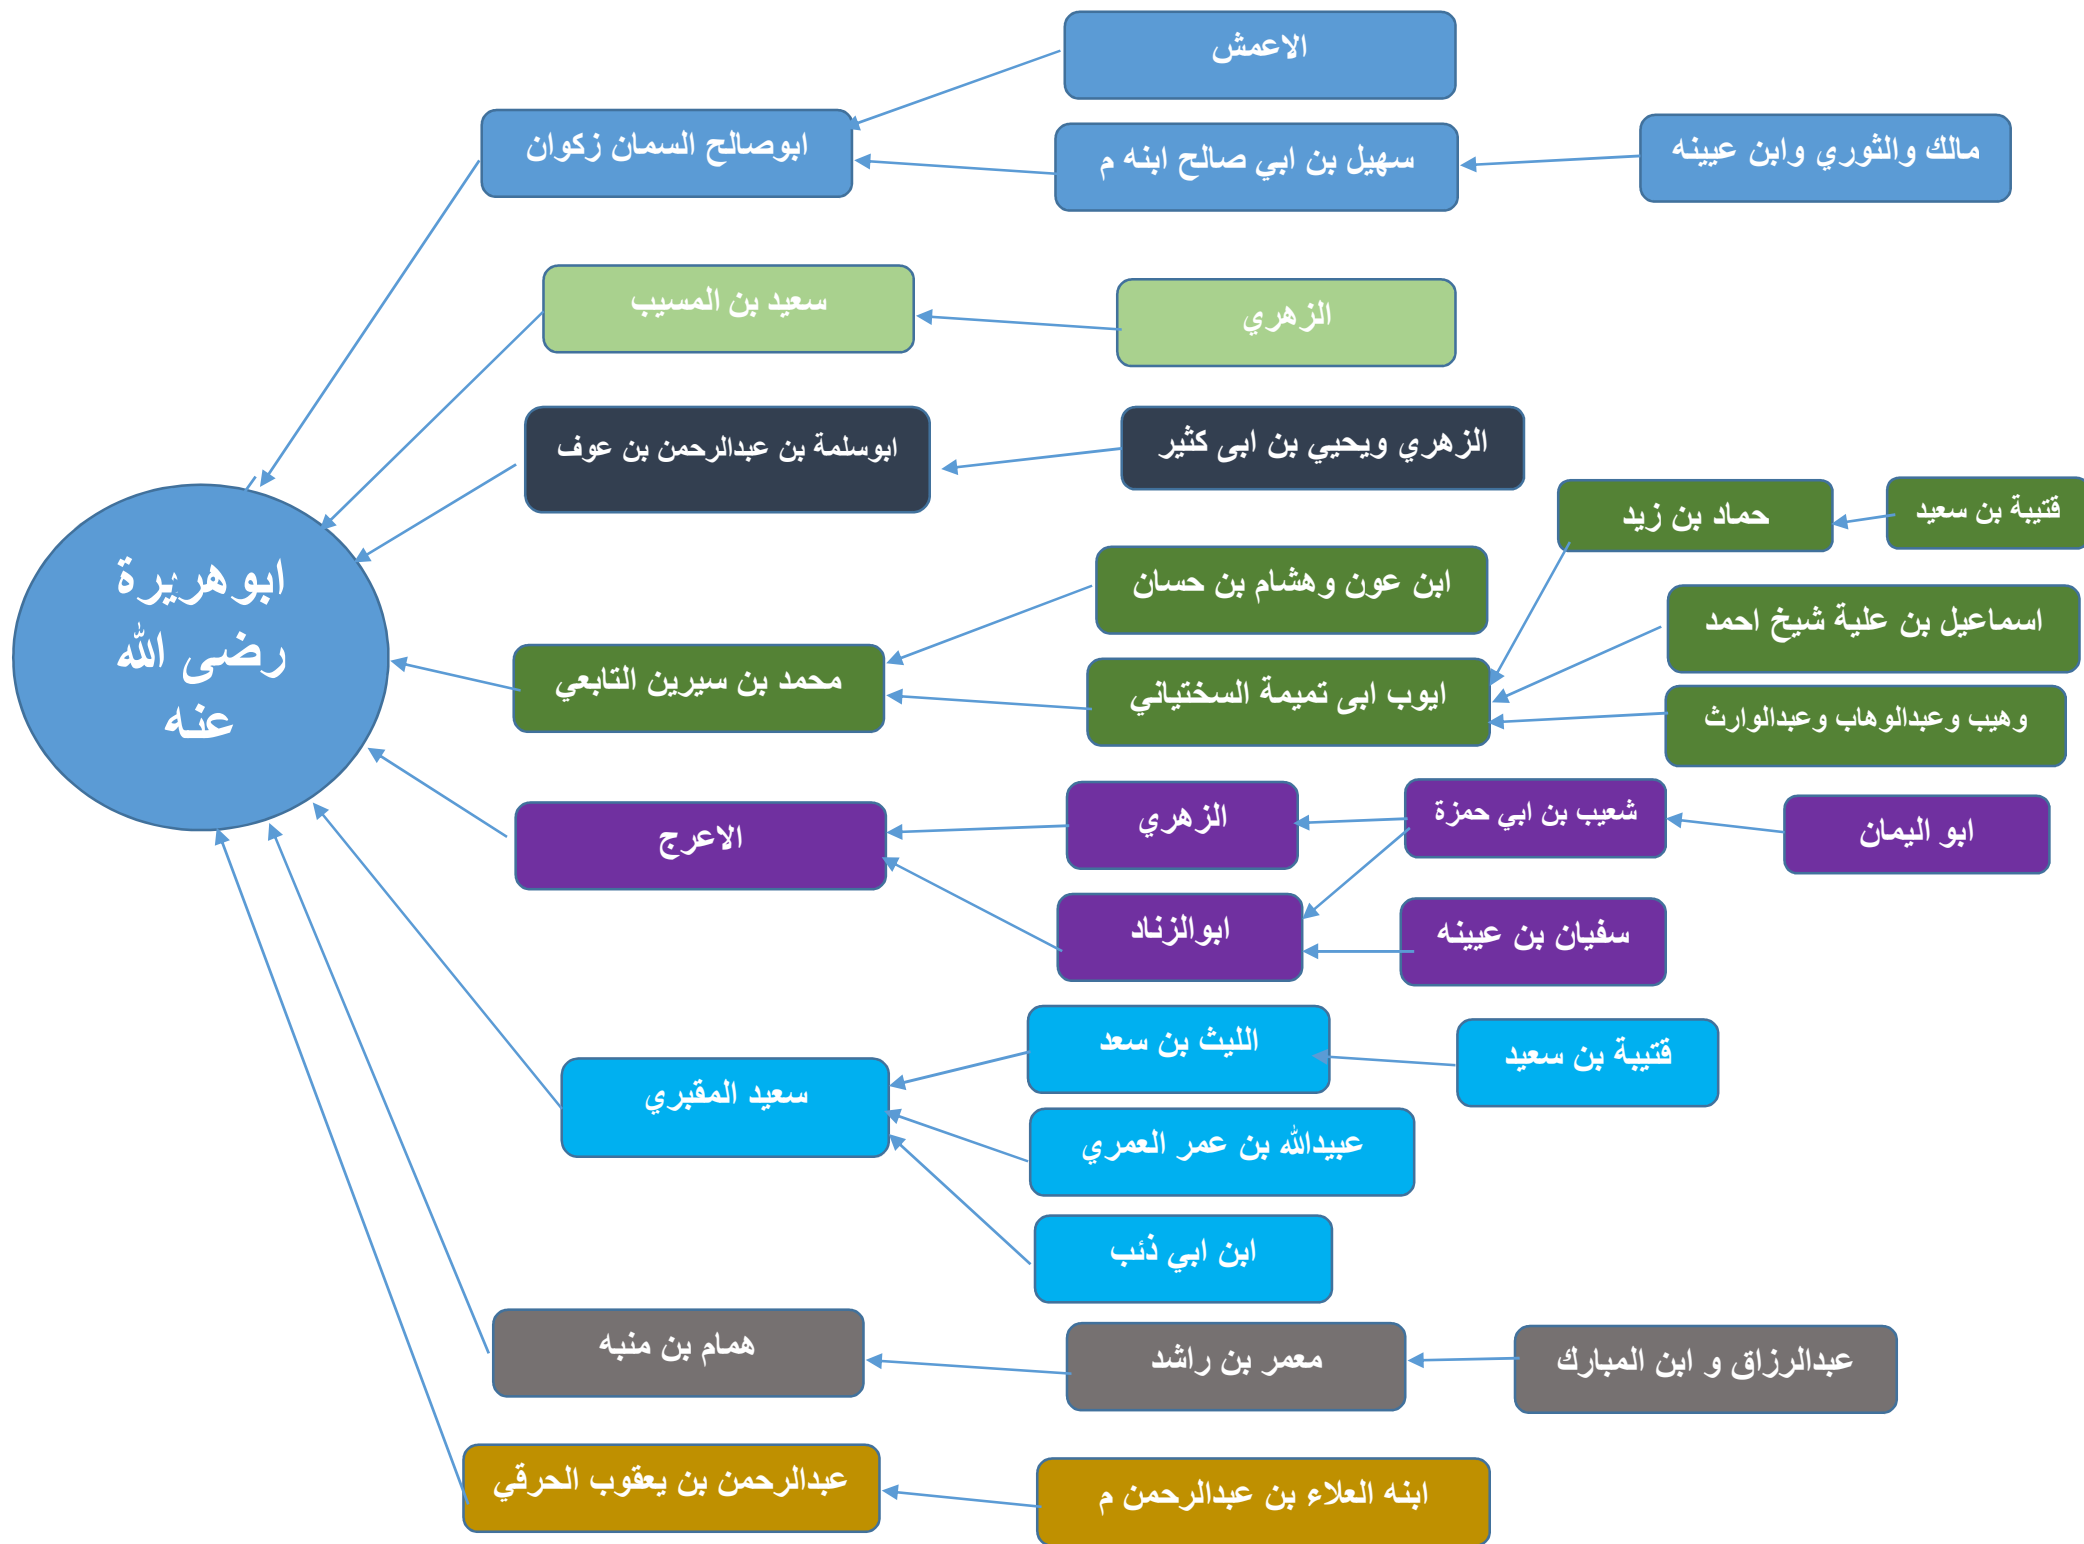 الاعمش
ابوصالح السمان زكوان
سهيل بن ابي صالح ابنه م
مالك والثوري وابن عيينه
سعيد بن المسيب
الزهري
ابوسلمة بن عبدالرحمن بن عوف
الزهري ويحيي بن ابى كثير
حماد بن زيد
قتيبة بن سعيد
ابوهريرة
رضى الله
عنه
ابن عون وهشام بن حسان
اسماعيل بن علية شيخ احمد
محمد بن سيرين التابعي
ايوب ابى تميمة السختياني
وهيب وعبدالوهاب وعبدالوارث
الاعرج
الزهري
شعيب بن ابي حمزة
ابو اليمان
ابوالزناد
سفيان بن عيينه
سعيد المقبري
الليث بن سعد
قتيبة بن سعيد
عبيدالله بن عمر العمري
ابن ابي ذئب
همام بن منبه
معمر بن راشد
عبدالرزاق و ابن المبارك
عبدالرحمن بن يعقوب الحرقي
ابنه العلاء بن عبدالرحمن م